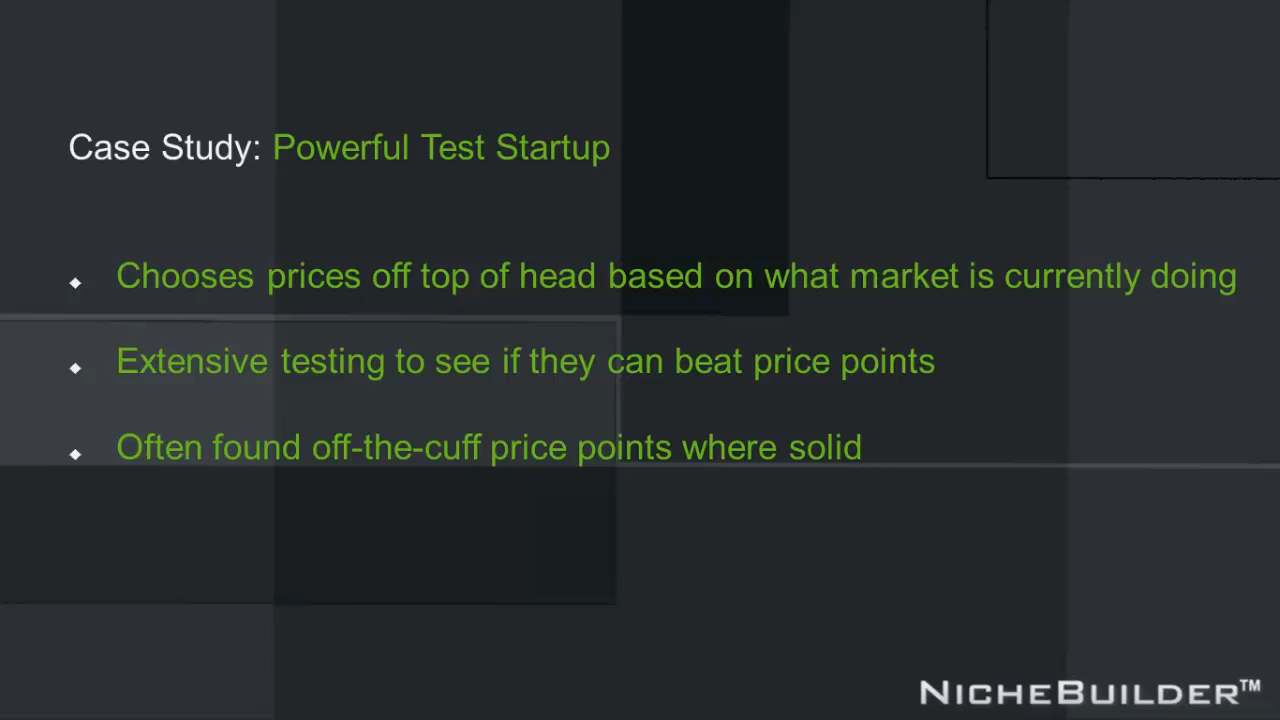 Case Study: Powerful Test Startup
Chooses prices off top of head based on what market is currently doing
Extensive testing to see if they can beat price points
Often found off-the-cuff price points where solid
NICHEBUILDER™